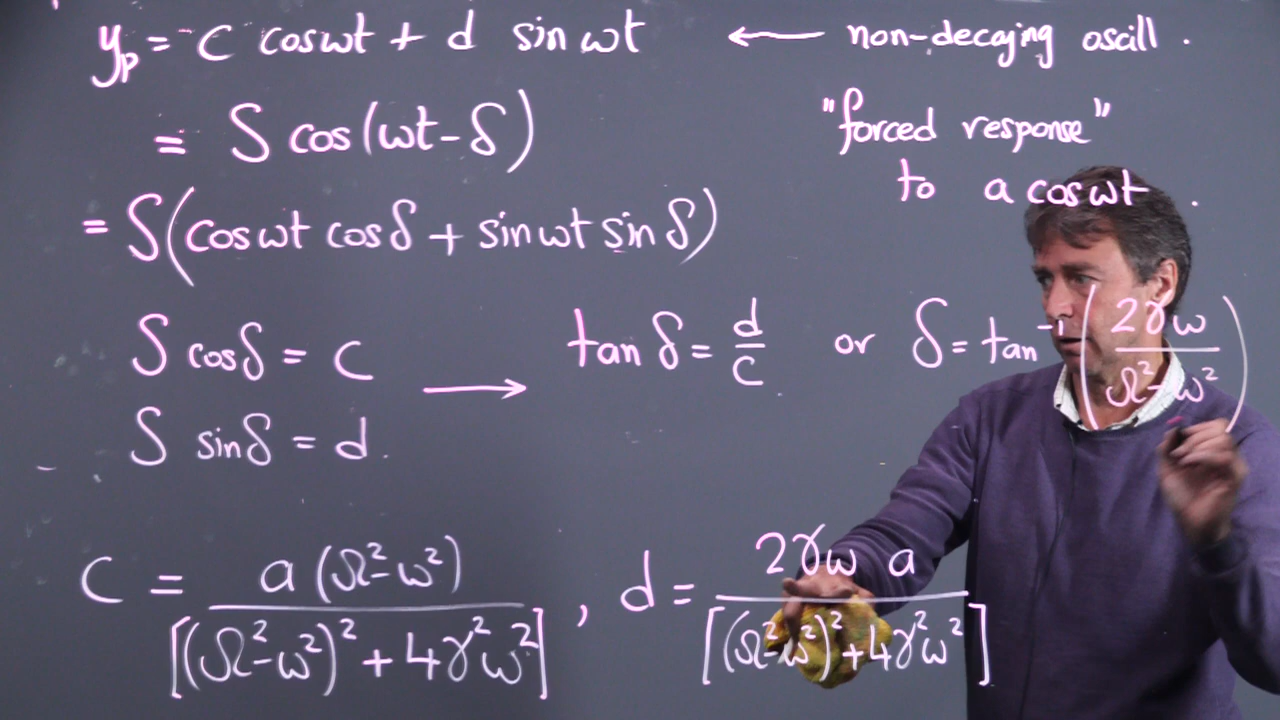 y_p = c cos ωt + d sin ωt ← non-decaying oscill.
= S cos(ωt - δ) "forced response"
to a cos ωt.
= S(cos ωt cos δ + sin ωt sin δ)
S cos δ = c → tan δ = d/c or δ = tan⁻¹(2γω / Ω² - ω²)
S sin δ = d.
c = a(Ω² - ω²) / [(Ω² - ω²)² + 4γ²ω²] , d = 2γω a / [(Ω² - ω²)² + 4γ²ω²]